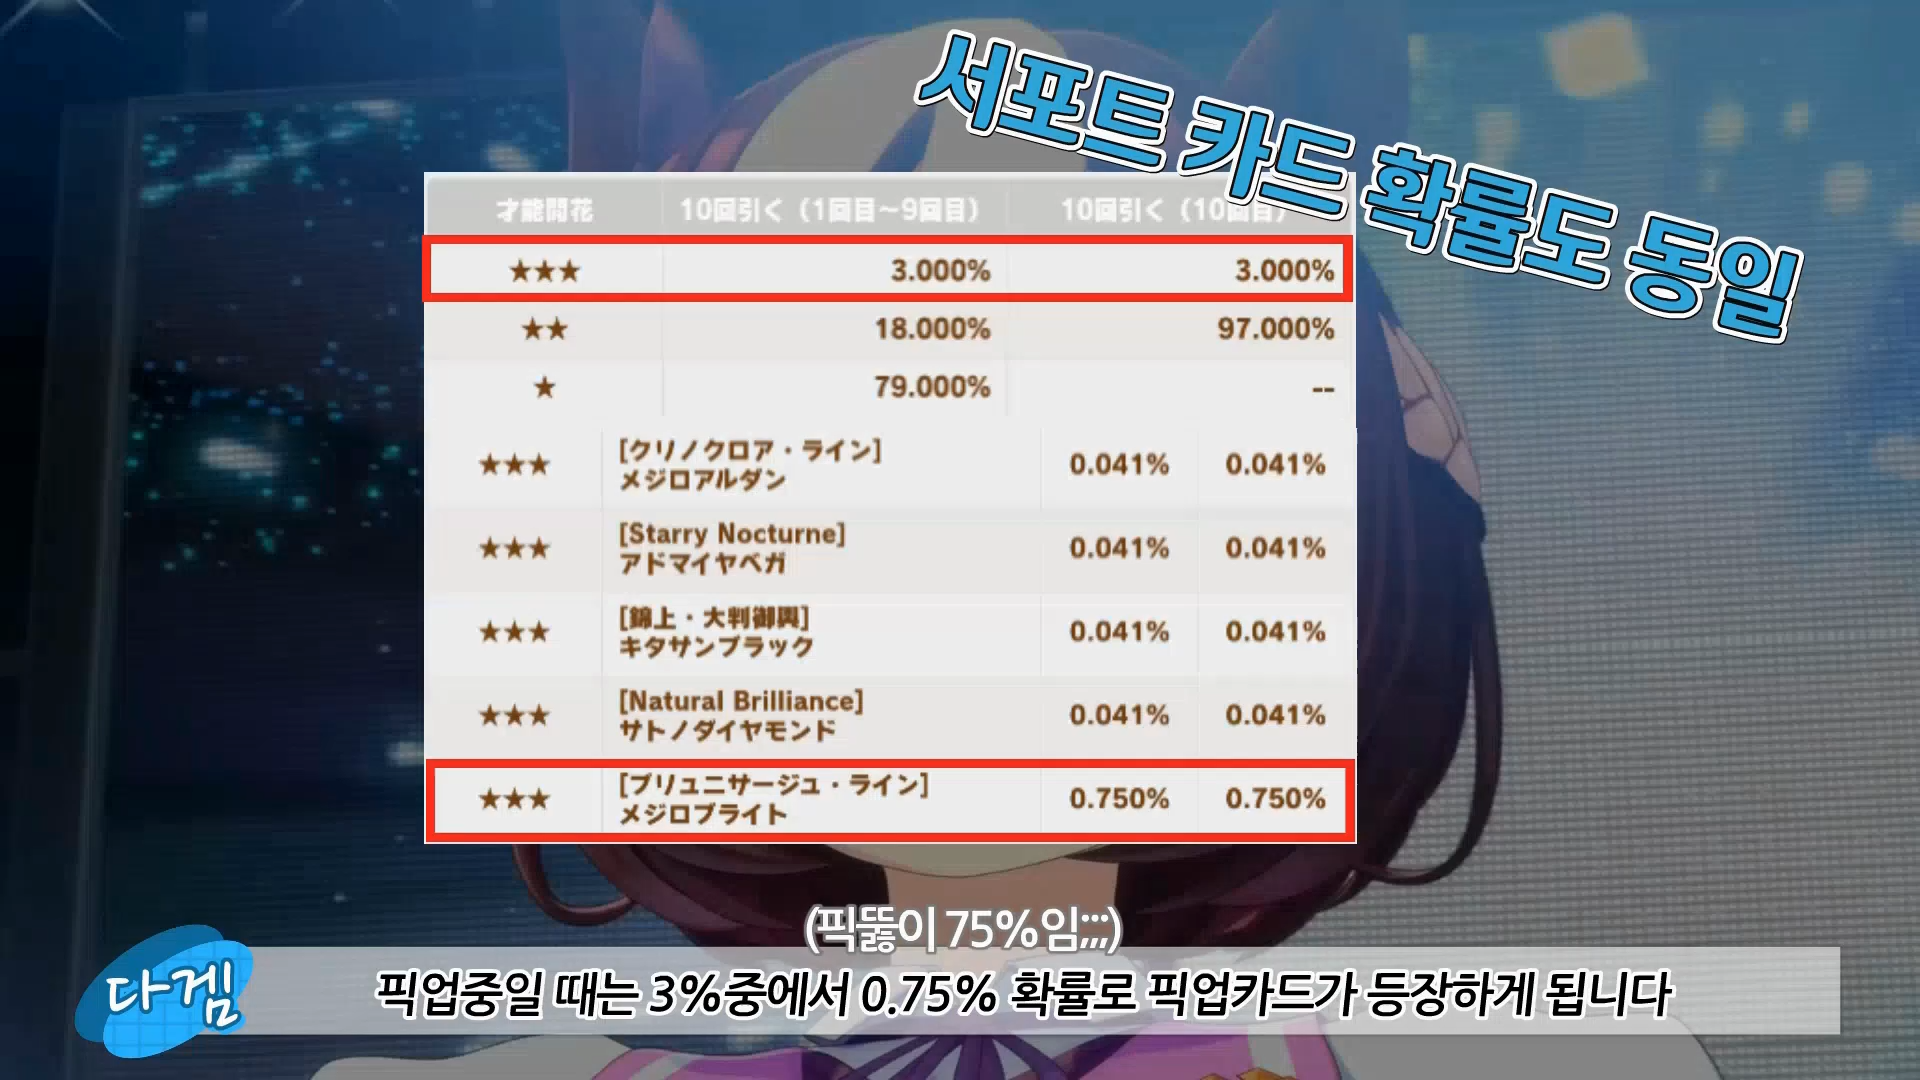 서포트 카드 확률도 동일
才能開花 10回引く（1回目～9回目） 10回引く（10回目）
★★★ 3.000% 3.000%
★★ 18.000% 97.000%
★ 79.000% --
[クリノクロア・ライン]
★★★ 0.041% 0.041%
メジロアルダン
[Starry Nocturne]
★★★ 0.041% 0.041%
アドマイヤベガ
[錦上・大判御輿]
★★★ 0.041% 0.041%
キタサンブラック
[Natural Brilliance]
★★★ 0.041% 0.041%
サトノダイヤモンド
[ブリュニサージュ・ライン]
★★★ 0.750% 0.750%
メジロブライト
(픽뚫이 75%임;;;)
다겜
픽업중일 때는 3%중에서 0.75% 확률로 픽업카드가 등장하게 됩니다